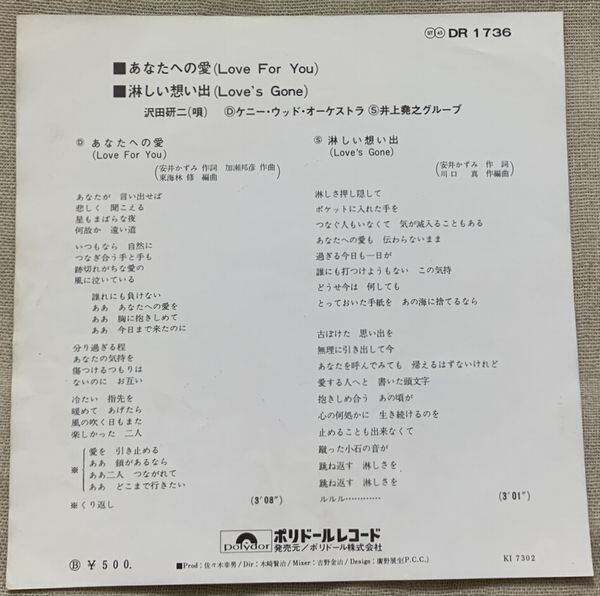 ST 45 DR 1736
■あなたへの愛(Love For You)
■淋しい想い出(Love's Gone)
沢田研二(唄) Ⓓケニー・ウッド・オーケストラ Ⓢ井上堯之グループ
Ⓓ あなたへの愛
(Love For You)
(安井かずみ 作詞 加瀬邦彦 作曲
東海林 修 編曲)
あなたが 言い出せば
悲しく 聞こえる
星もまばらな夜
何故か 遠い道
いつもなら 自然に
つなぎ合う手と手も
跡切れがちな愛の
風に泣いている
誰れにも負けない
ああ あなたへの愛を
ああ 胸に抱きしめて
ああ 今日まで来たのに
分り過ぎる程
あなたの気持を
傷つけるつもりは
ないのに お互い
冷たい 指先を
暖めて あげたら
風の吹く日もまた
楽しかった 二人
※ 愛を 引き止める
ああ 鎖があるなら
ああ二人 つながれて
ああ どこまで行きたい
※くり返し
(3'08")
Ⓢ 淋しい想い出
(Love's Gone)
(安井かずみ 作 詞
川口 真 作編曲)
淋しさ押し隠して
ポケットに入れた手を
つなぐ人もいなくて 気が滅入ることもある
あなたへの愛も 伝わらないまま
過ぎる今日も一日が
誰にも打つけようもない この気持
どうせ今は 何しても
とっておいた手紙を あの海に捨てるなら
古ぼけた 思い出を
無理に引き出して今
あなたを呼んでみても 帰えるはずないけれど
愛する人へと 書いた頭文字
抱きしめ合う あの頃が
心の何処かに 生き続けるのを
止めることも出来なくて
蹴った小石の音が
跳ね返す 淋しさを
跳ね返す 淋しさを
ルルル…………
(3'01")
polydor ポリドールレコード
発売元/ポリドール株式会社
Ⓑ ¥500.
■Prod:佐々木幸男/Dir:木崎賢治/Mixer:吉野金治/Design:廣野展生(P.C.C.)
KI 7302